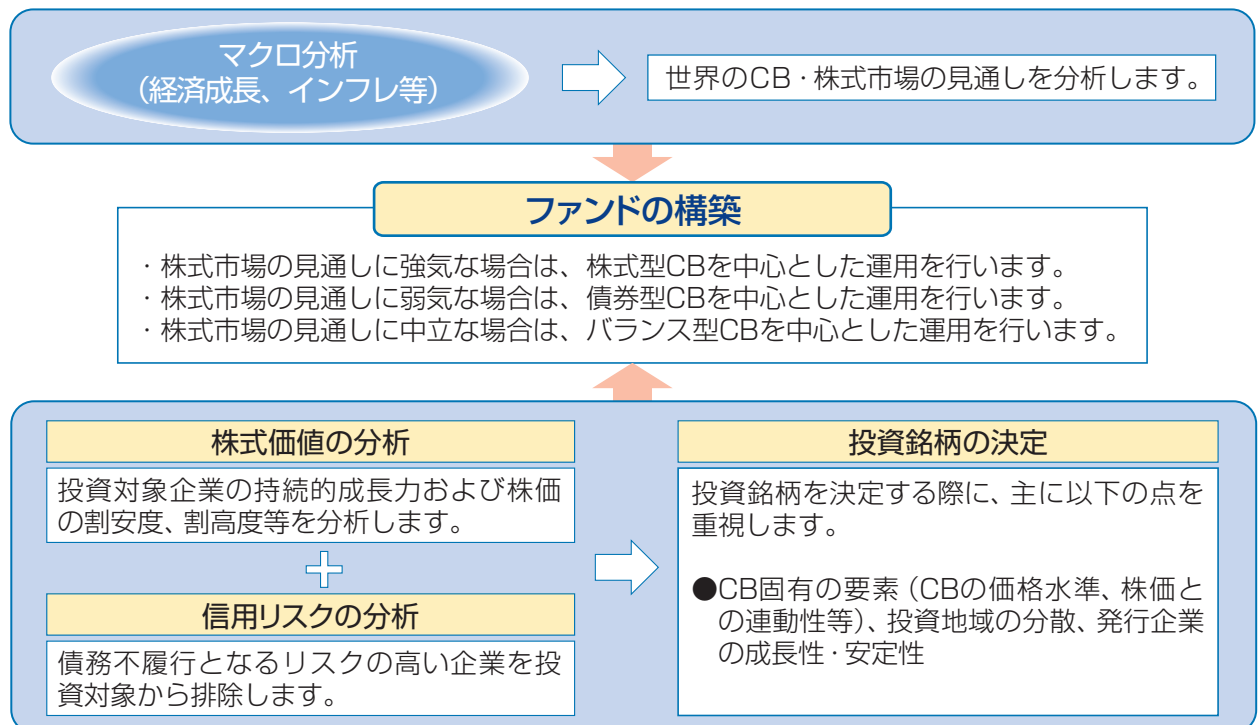 マクロ分析
（経済成長、インフレ等）
世界のCB・株式市場の見通しを分析します。
ファンドの構築
・株式市場の見通しに強気な場合は、株式型CBを中心とした運用を行います。
・株式市場の見通しに弱気な場合は、債券型CBを中心とした運用を行います。
・株式市場の見通しに中立な場合は、バランス型CBを中心とした運用を行います。
株式価値の分析
投資対象企業の持続的成長力および株価
の割安度、割高度等を分析します。
信用リスクの分析
債務不履行となるリスクの高い企業を投
資対象から排除します。
投資銘柄の決定
投資銘柄を決定する際に、主に以下の点を
重視します。
●CB固有の要素（CBの価格水準、株価と
の連動性等）、投資地域の分散、発行企業
の成長性・安定性